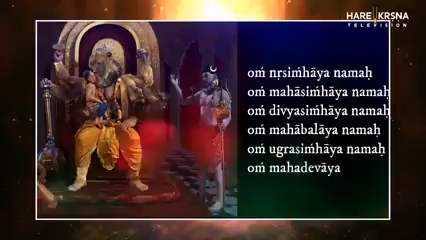 HARE KRSNA
TELEVISION
oṁ nṛsiṁhāya namaḥ
oṁ mahāsiṁhāya namaḥ
oṁ divyasiṁhāya namaḥ
oṁ mahābalāya namaḥ
oṁ ugrasiṁhāya namaḥ
oṁ mahadevāya